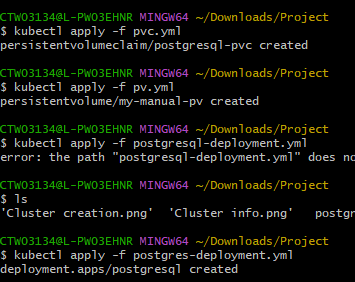 CTW03134@L-PW03EHNR MINGW64 ~/Downloads/Project
$ kubectl apply -f pvc.yml
persistentvolumeclaim/postgresql-pvc created
CTW03134@L-PW03EHNR MINGW64 ~/Downloads/Project
$ kubectl apply -f pv.yml
persistentvolume/my-manual-pv created
CTW03134@L-PW03EHNR MINGW64 ~/Downloads/Project
$ kubectl apply -f postgresql-deployment.yml
error: the path "postgresql-deployment.yml" does no
CTW03134@L-PW03EHNR MINGW64 ~/Downloads/Project
$ ls
'Cluster creation.png' 'Cluster info.png' postgr
CTW03134@L-PW03EHNR MINGW64 ~/Downloads/Project
$ kubectl apply -f postgres-deployment.yml
deployment.apps/postgresql created